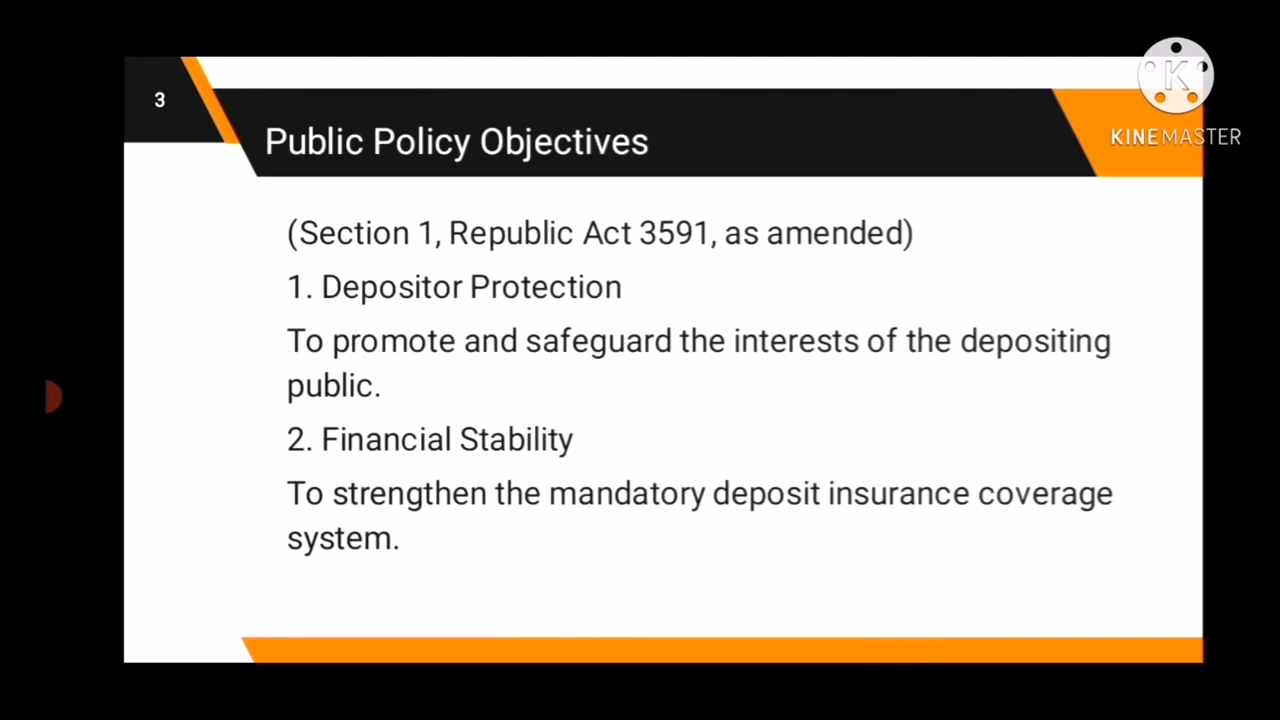 3
K
KINEMASTER
Public Policy Objectives
(Section 1, Republic Act 3591, as amended)
1. Depositor Protection
To promote and safeguard the interests of the depositing
public.
2. Financial Stability
To strengthen the mandatory deposit insurance coverage
system.